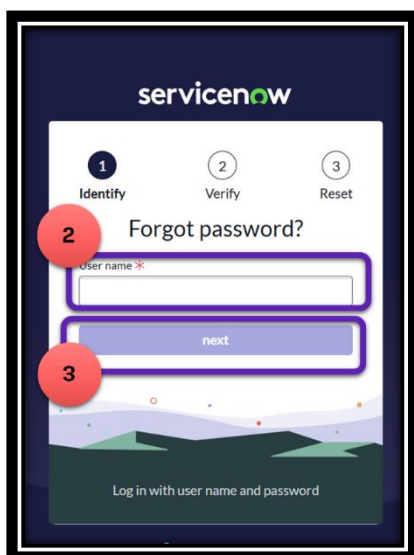 servicenow
1 2 3
Identify Verify Reset
Forgot password?
2
User name *
next
3
Log in with user name and password